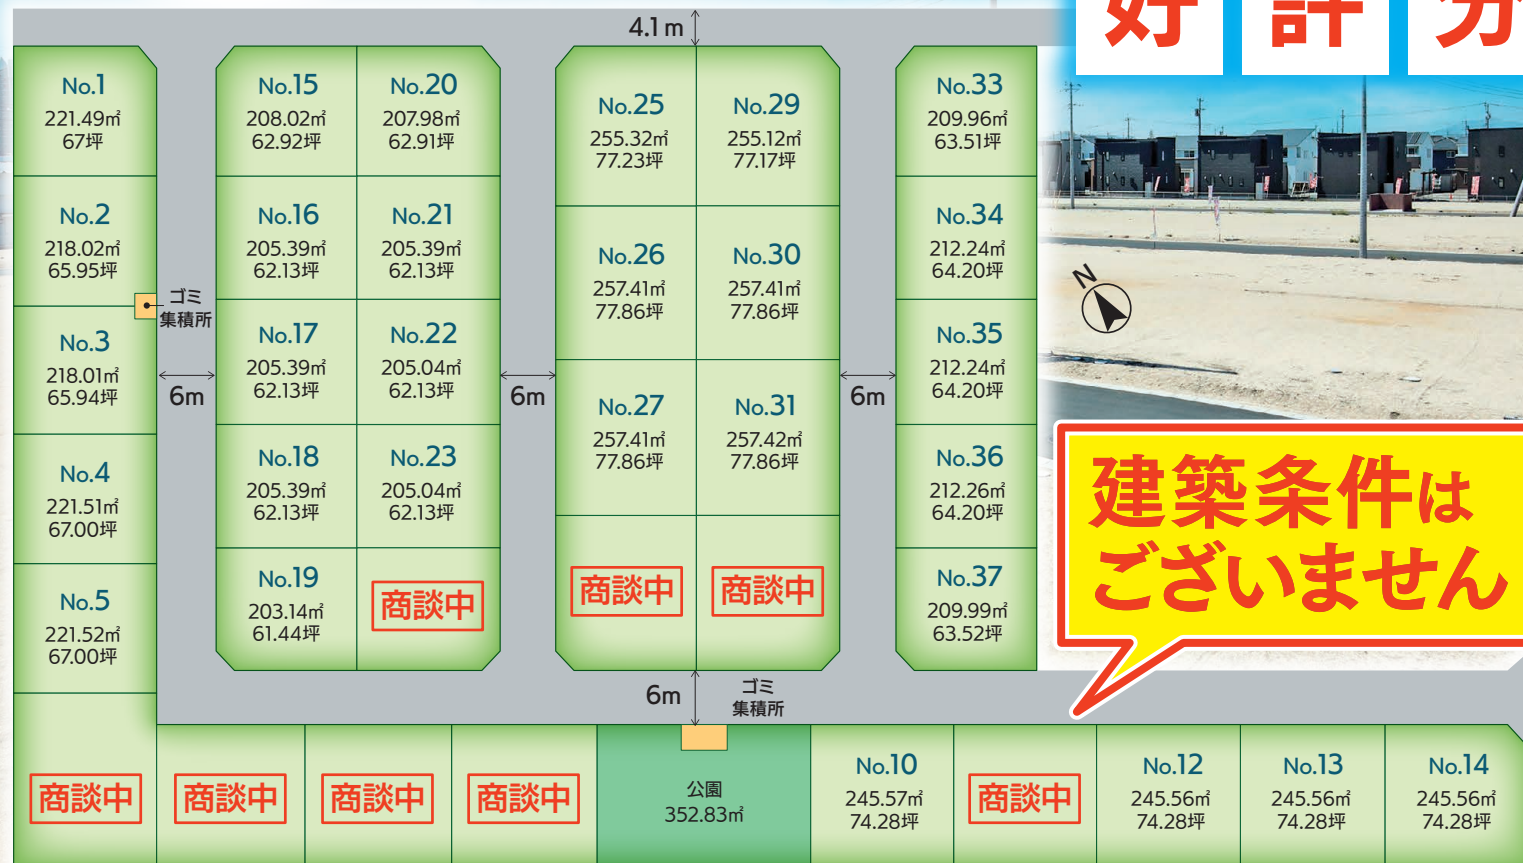 好 評 分
4.1m
No.1
221.49㎡
67坪
No.2
218.02㎡
65.95坪
ゴミ
集積所
No.3
218.01㎡
65.94坪
No.4
221.51㎡
67.00坪
No.5
221.52㎡
67.00坪
6m
No.15
208.02㎡
62.92坪
No.20
207.98㎡
62.91坪
No.16
205.39㎡
62.13坪
No.21
205.39㎡
62.13坪
No.17
205.39㎡
62.13坪
No.22
205.04㎡
62.13坪
No.18
205.39㎡
62.13坪
No.23
205.04㎡
62.13坪
No.19
203.14㎡
61.44坪
商談中
6m
No.25
255.32㎡
77.23坪
No.29
255.12㎡
77.17坪
No.26
257.41㎡
77.86坪
No.30
257.41㎡
77.86坪
No.27
257.41㎡
77.86坪
No.31
257.42㎡
77.86坪
商談中
商談中
6m
No.33
209.96㎡
63.51坪
No.34
212.24㎡
64.20坪
No.35
212.24㎡
64.20坪
No.36
212.26㎡
64.20坪
No.37
209.99㎡
63.52坪
N
建築条件は
ございません
6m
ゴミ
集積所
商談中
商談中
商談中
商談中
公園
352.83㎡
No.10
245.57㎡
74.28坪
商談中
No.12
245.56㎡
74.28坪
No.13
245.56㎡
74.28坪
No.14
245.56㎡
74.28坪